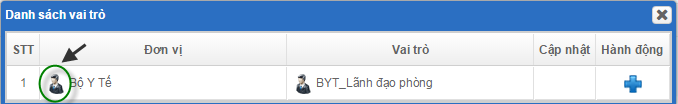 Danh sách vai trò
STT Đơn vị Vai trò Cập nhật Hành động
1 Bộ Y Tế BYT_Lãnh đạo phòng